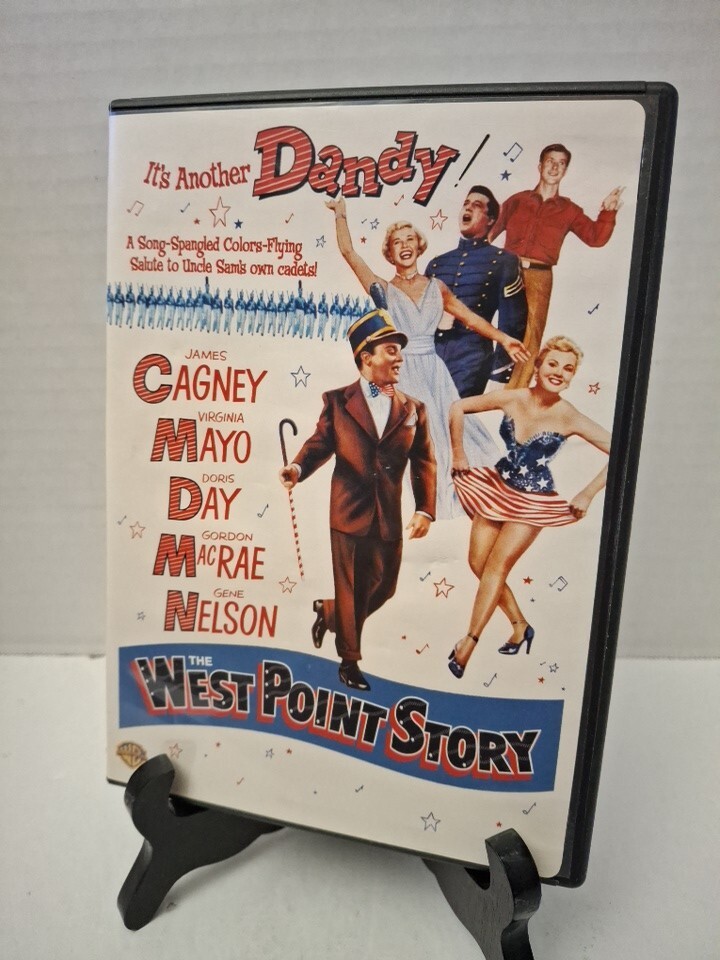 It's Another Dandy!
A Song-Spangled Colors-Flying
Salute to Uncle Sam's own cadets!
JAMES
CAGNEY
VIRGINIA
MAYO
DORIS
DAY
GORDON
MACRAE
GENE
NELSON
THE
WEST POINT STORY